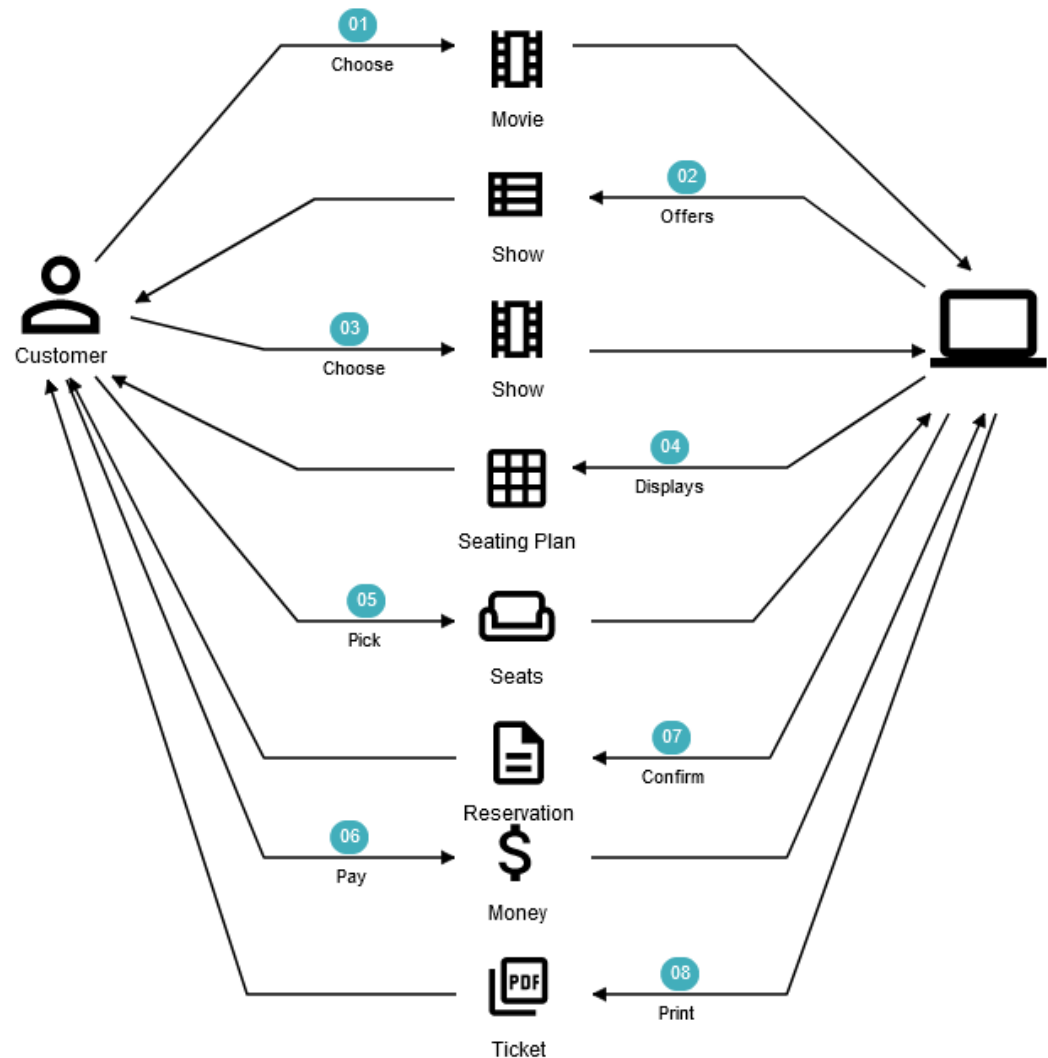 01
Choose
Movie
02
Offers
Show
Customer
03
Choose
Show
04
Displays
Seating Plan
05
Pick
Seats
07
Confirm
Reservation
06
Pay
Money
08
Print
PDF
Ticket